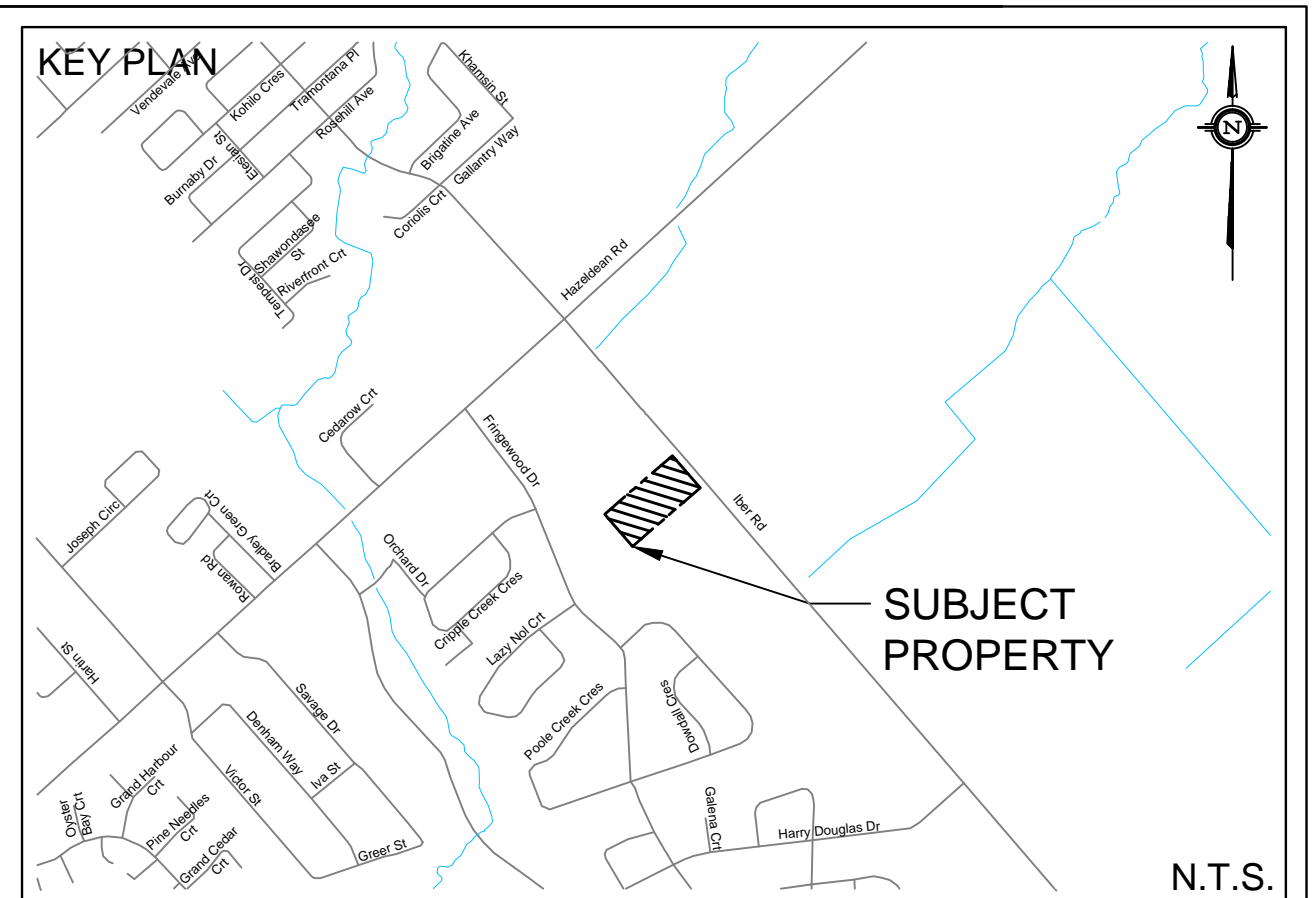 KEY PLAN
Vendevale Ave
Kohilo Cres
Tramontana Pl
Rosehill Ave
Khamsin St
Brigatine Ave
Gallantry Way
Coriolis Crt
Burnaby Dr
Etesian St
Shawondasee
St
Riverfront Crt
Tempest Dr
N
Hazeldean Rd
Cedarow Crt
Fringewood Dr
Iber Rd
Joseph Circ
Bradley Green Crt
Rowan Rd
Orchard Dr
Cripple Creek Cres
Lazy Nol Crt
SUBJECT
PROPERTY
Hartin St
Savage Dr
Denham Way
Iva St
Victor St
Greer St
Poole Creek Cres
Dowdall Cres
Grand Harbour
Crt
Oyster
Bay Crt
Pine Needles
Crt
Grand Cedar
Crt
Galena Crt
Harry Douglas Dr
N.T.S.